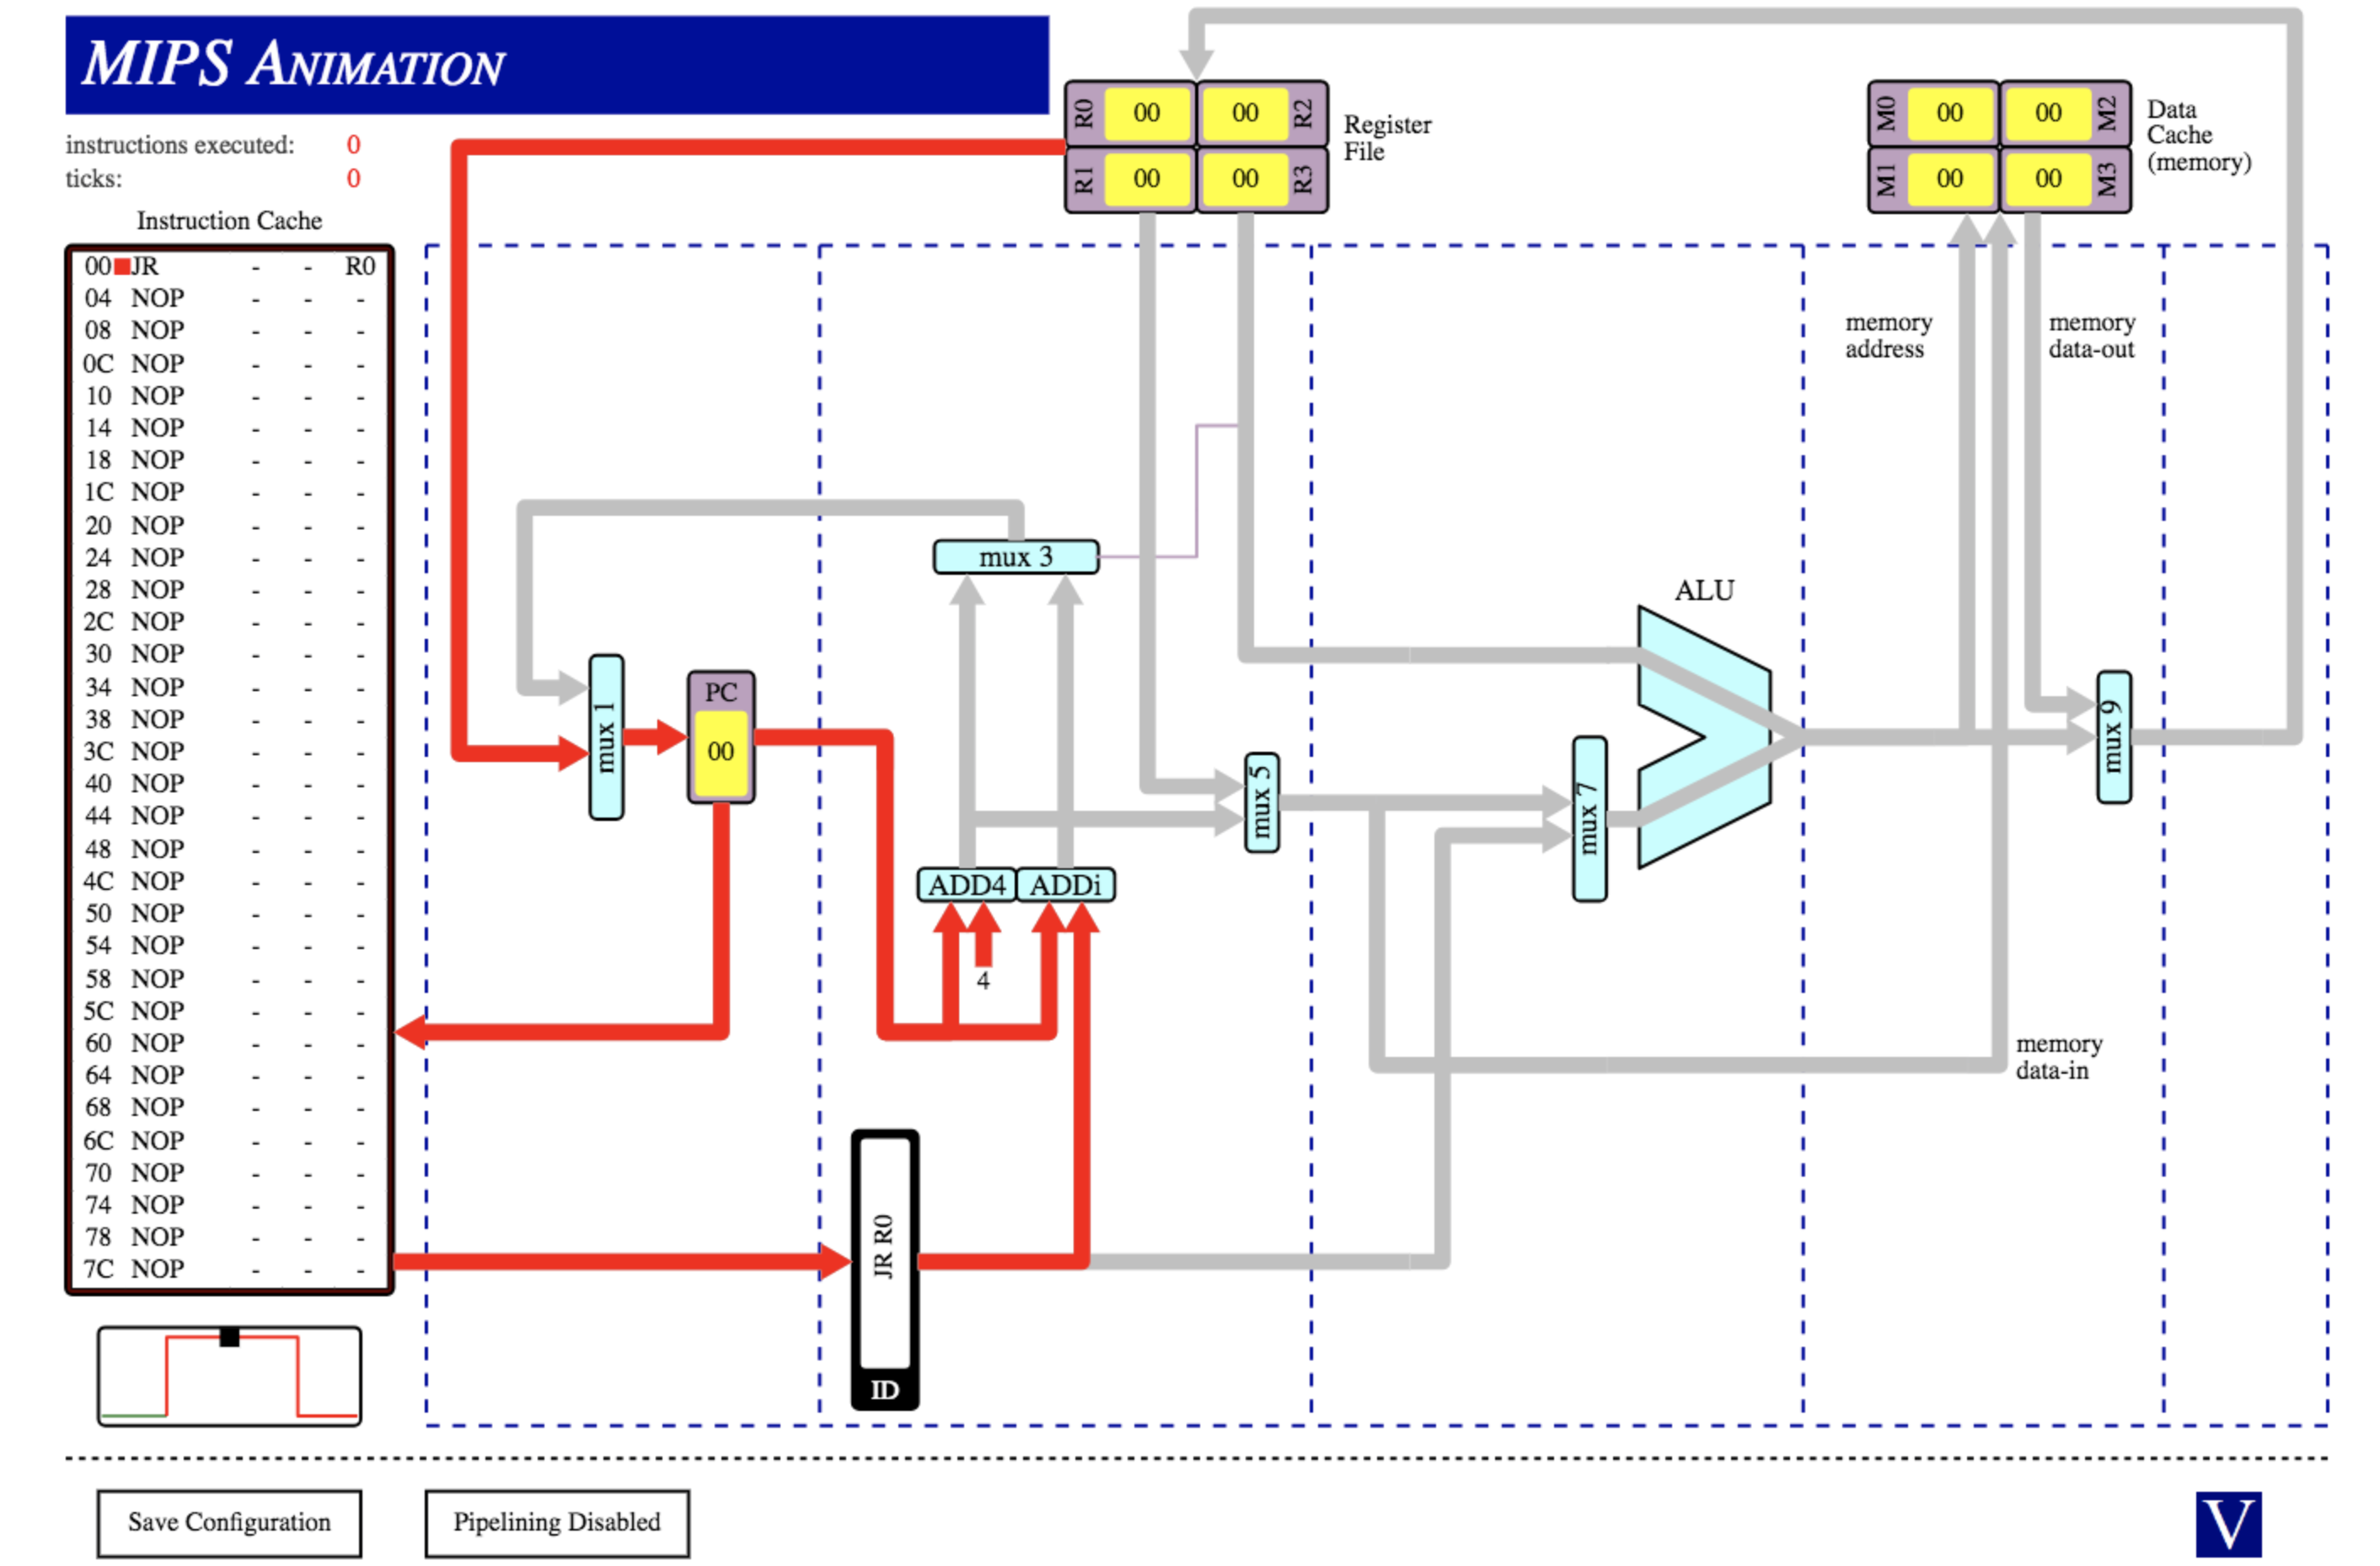 MIPS ANIMATION
instructions executed: 0
ticks: 0
Instruction Cache
00 JR - - R0
04 NOP - - -
08 NOP - - -
0C NOP - - -
10 NOP - - -
14 NOP - - -
18 NOP - - -
1C NOP - - -
20 NOP - - -
24 NOP - - -
28 NOP - - -
2C NOP - - -
30 NOP - - -
34 NOP - - -
38 NOP - - -
3C NOP - - -
40 NOP - - -
44 NOP - - -
48 NOP - - -
4C NOP - - -
50 NOP - - -
54 NOP - - -
58 NOP - - -
5C NOP - - -
60 NOP - - -
64 NOP - - -
68 NOP - - -
6C NOP - - -
70 NOP - - -
74 NOP - - -
78 NOP - - -
7C NOP - - -
R0 00 00 R2
R1 00 00 R3
Register
File
M0 00 00 M2
M1 00 00 M3
Data
Cache
(memory)
memory
address
memory
data-out
mux 3
ALU
mux 1
PC
00
mux 5
mux 7
mux 9
ADD4 ADDi
4
memory
data-in
JR R0
ID
Save Configuration
Pipelining Disabled
V